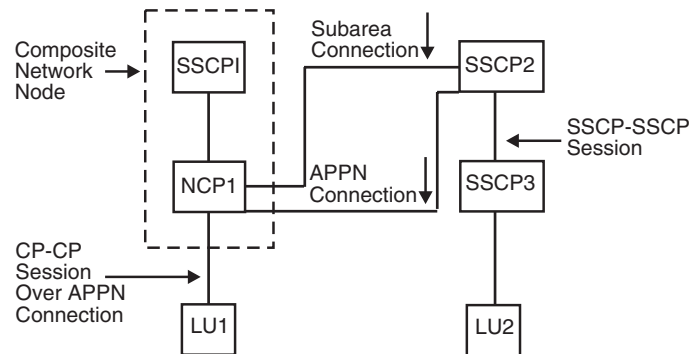 Composite
Network
Node
SSCPI
NCP1
Subarea
Connection
SSCP2
SSCP-SSCP
Session
APPN
Connection
SSCP3
CP-CP
Session
Over APPN
Connection
LU1
LU2